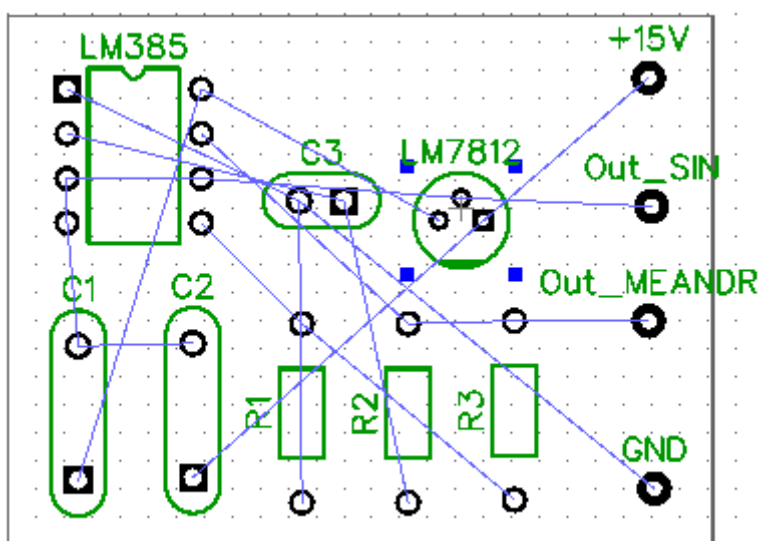 +15V
LM385
C3
LM7812
Out_SIN
C1
C2
Out_MEANDR
R1
R2
R3
GND